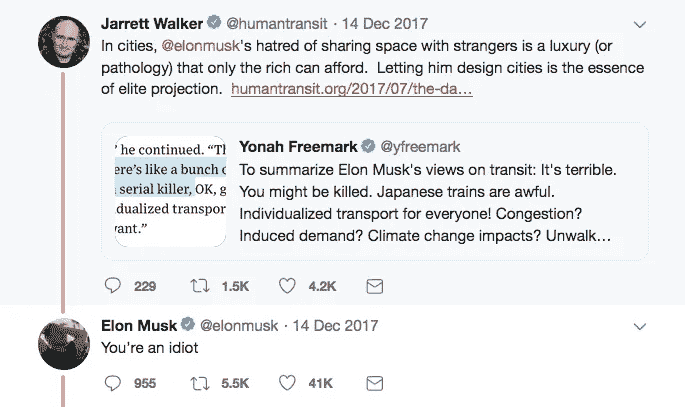 Jarrett Walker @humantransit · 14 Dec 2017
In cities, @elonmusk's hatred of sharing space with strangers is a luxury (or
pathology) that only the rich can afford.  Letting him design cities is the essence
of elite projection.  humantransit.org/2017/07/the-da…
' he continued. “Th
ere’s like a bunch o
serial killer, OK, g
dualized transpor
vant.”
Yonah Freemark @yfreemark
To summarize Elon Musk's views on transit: It's terrible.
You might be killed. Japanese trains are awful.
Individualized transport for everyone! Congestion?
Induced demand? Climate change impacts? Unwalk…
229 1.5K 4.2K
Elon Musk @elonmusk · 14 Dec 2017
You're an idiot
955 5.5K 41K